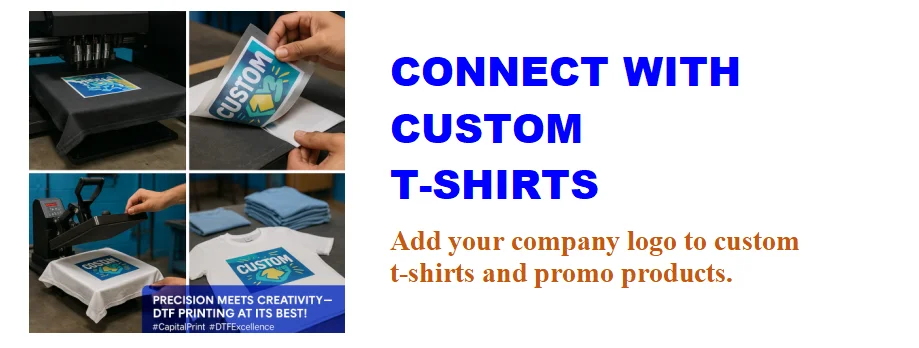 CUSTOM
CUSTOM
CUSTOM
PRECISION MEETS CREATIVITY—
DTF PRINTING AT ITS BEST!
#CapitalPrint #DTFExcellence
CONNECT WITH
CUSTOM
T-SHIRTS
Add your company logo to custom
t-shirts and promo products.